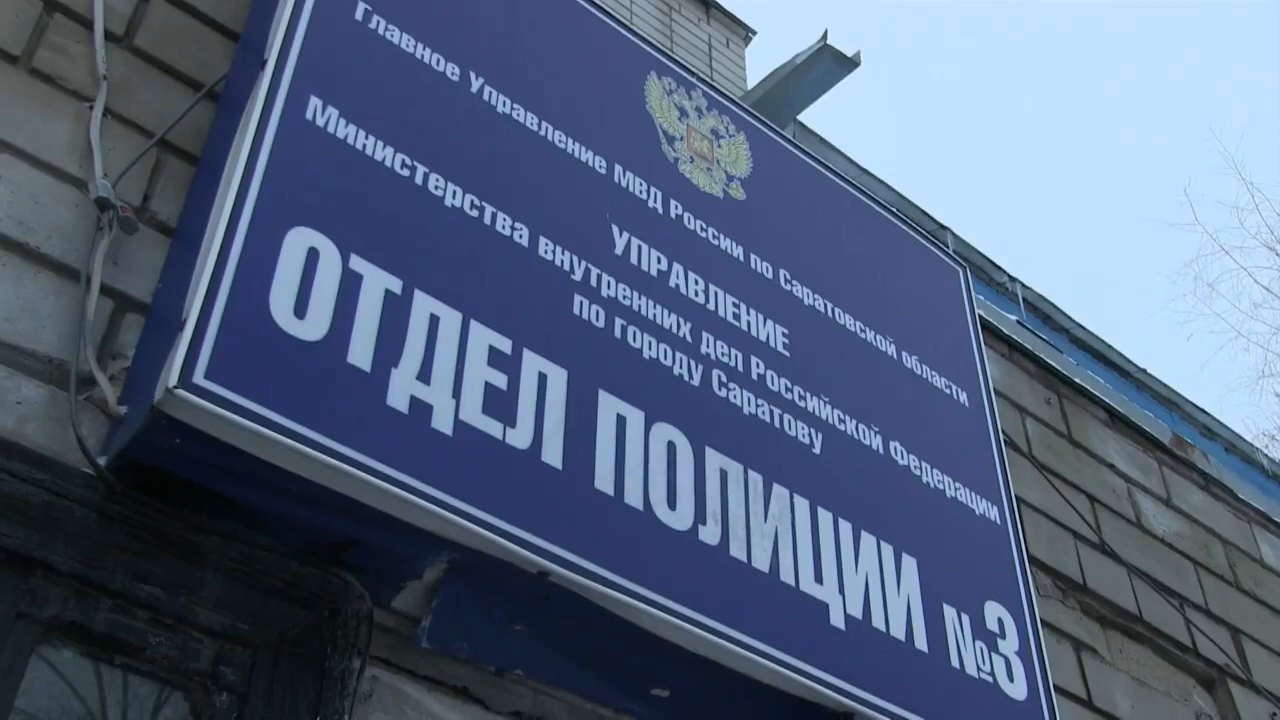 Главное Управление МВД России по Саратовской области
УПРАВЛЕНИЕ
Министерства внутренних дел Российской Федерации
по городу Саратову
ОТДЕЛ ПОЛИЦИИ №3